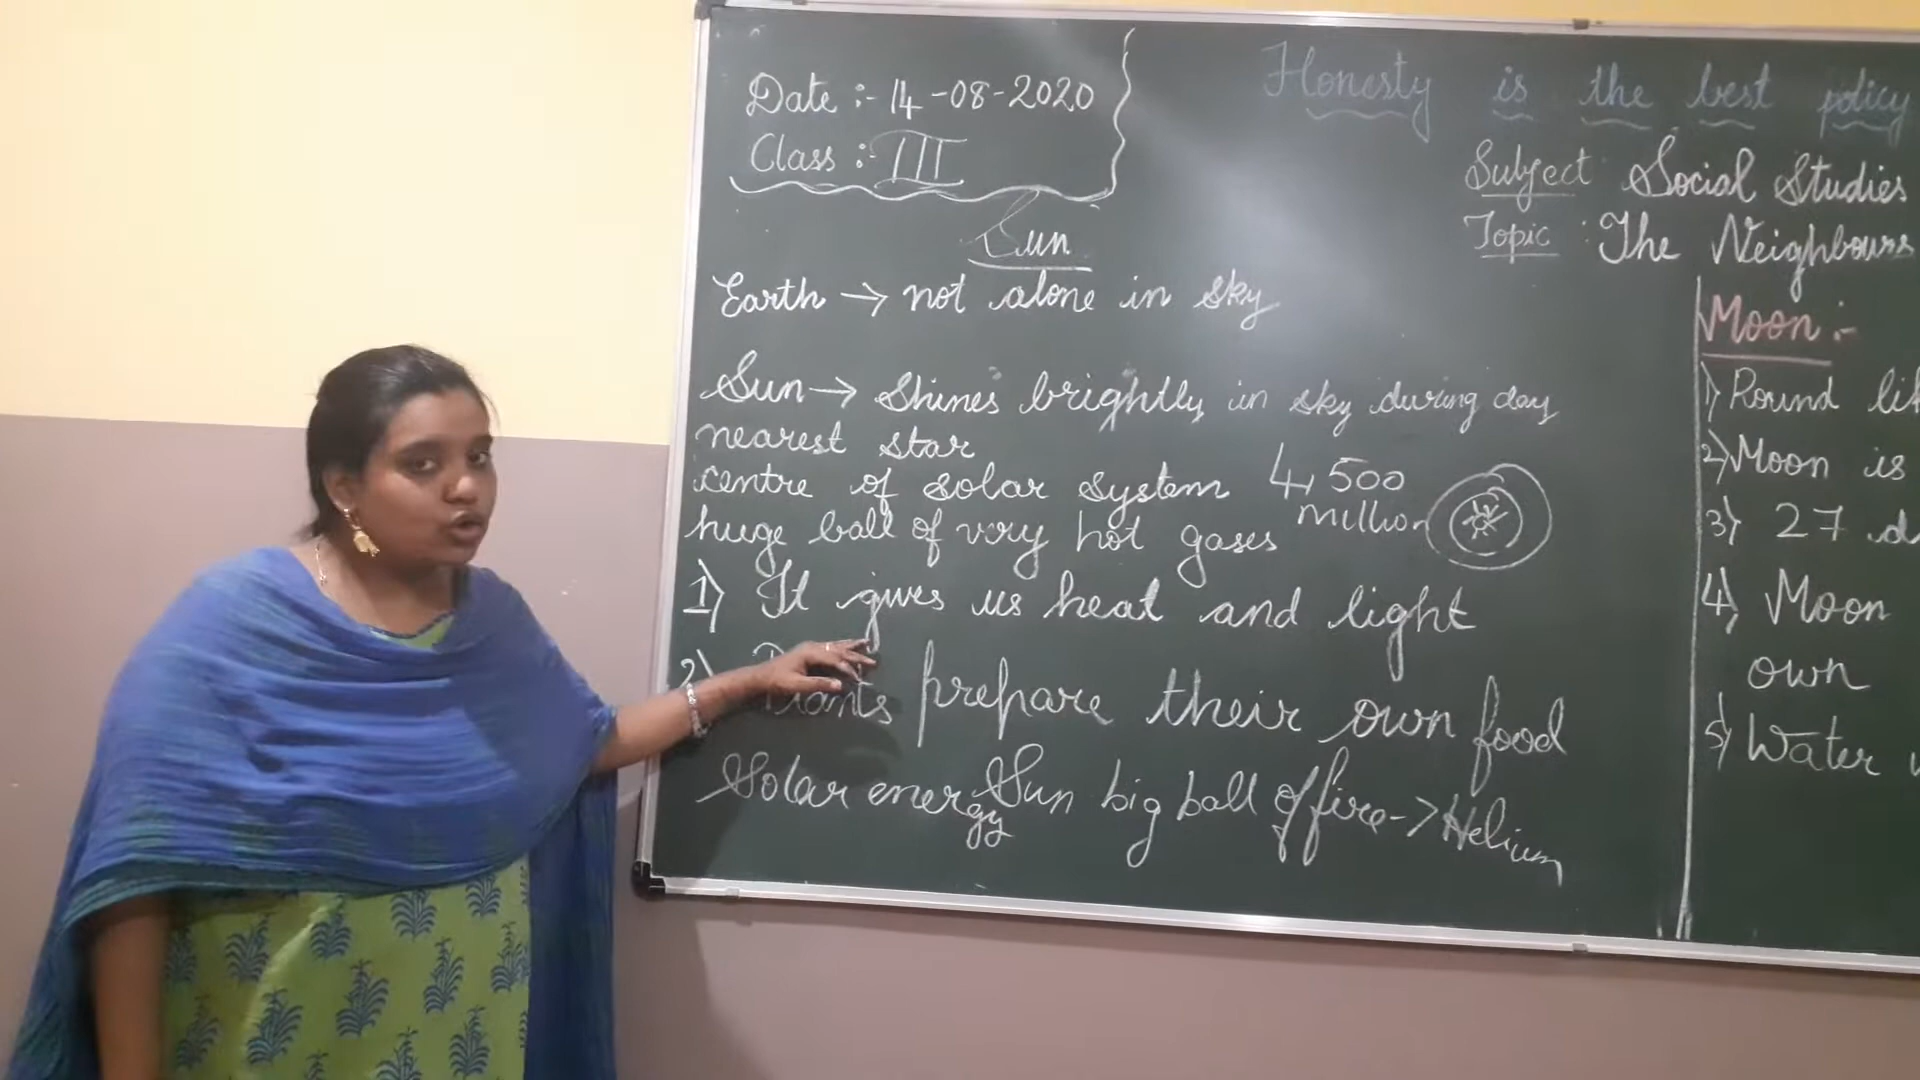 Date :- 14-08-2020
Class :- III
Honesty is the best policy
Subject Social Studies
Topic : The Neighbours
Sun
Earth → not alone in sky
Sun → Shines brightly in sky during day
nearest star
centre of solar system 4,500
huge ball of very hot gases million
1) It gives us heat and light
2) Plants prepare their own food
Solar energy Sun big ball of fire -> Helium
Moon :-
1) Round
2) Moon is
3) 27
4) Moon
own
5) Water